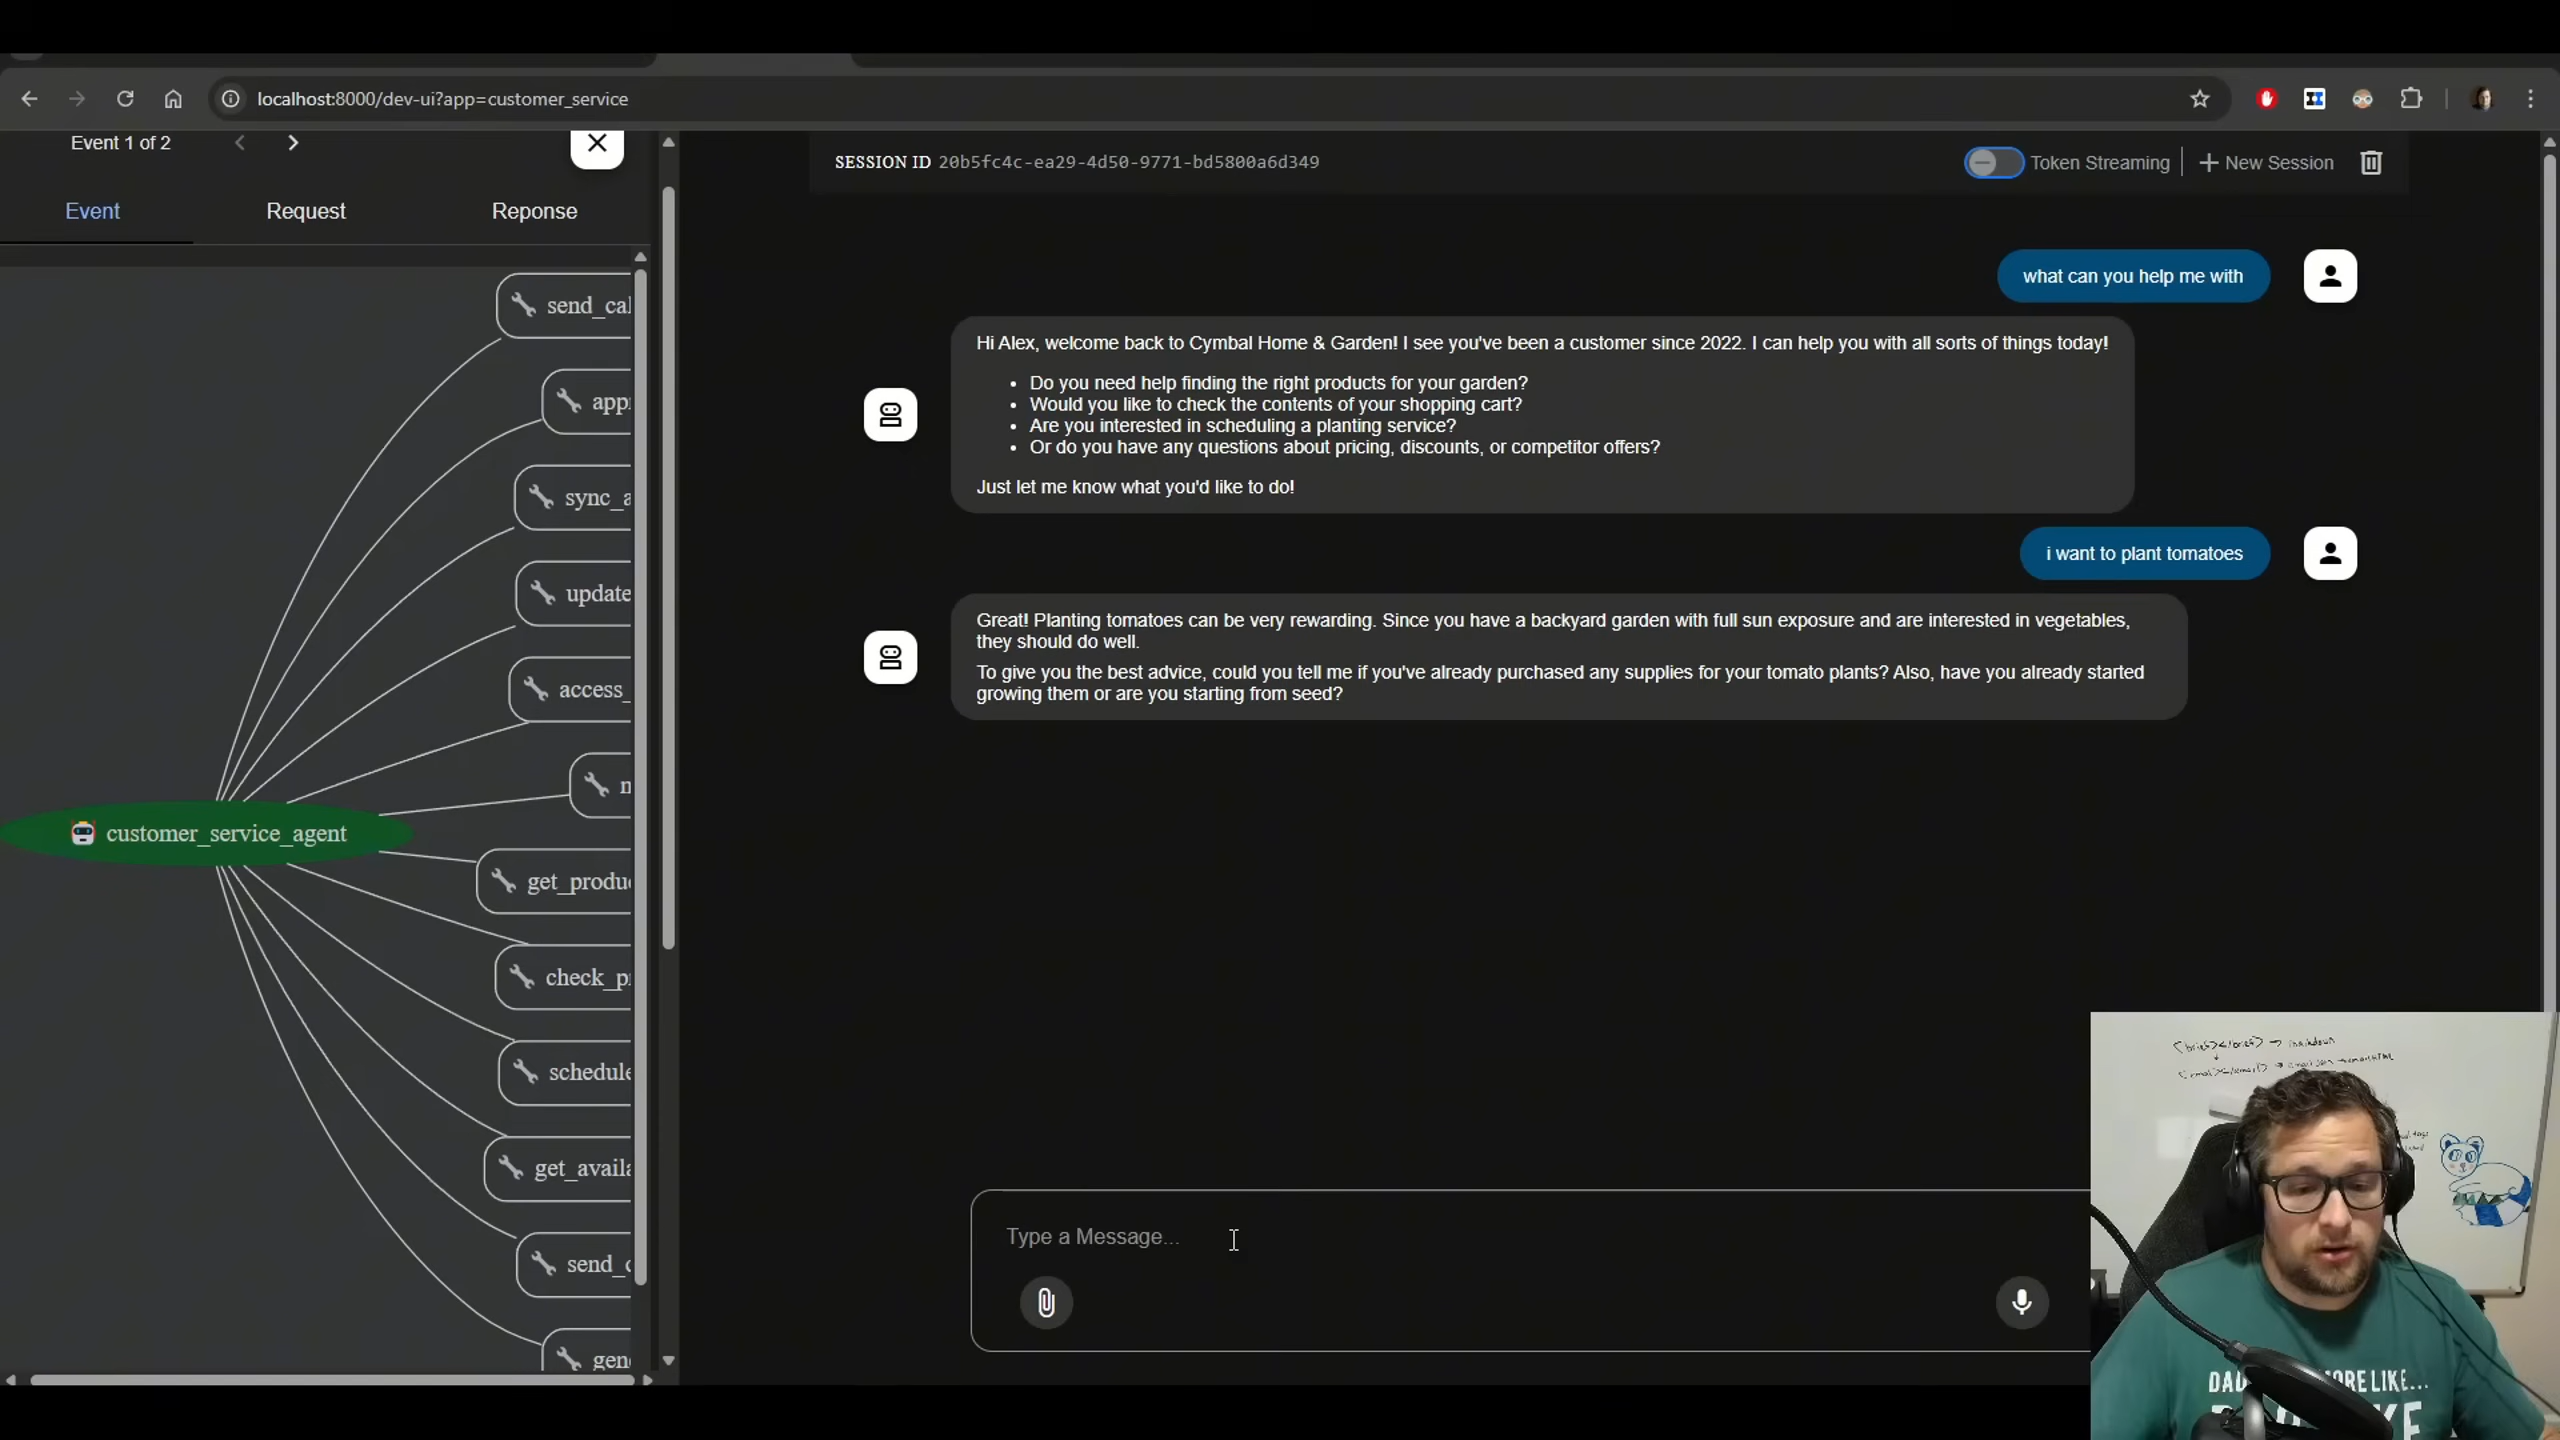 localhost:8000/dev-ui?app=customer_service
Event 1 of 2
Event
Request
Reponse
send_cal
app
sync_a
update
access_
customer_service_agent
get_produ
check_p
schedule
get_availa
send_c
gen
SESSION ID 20b5fc4c-ea29-4d50-9771-bd5800a6d349
Token Streaming
New Session
what can you help me with
Hi Alex, welcome back to Cymbal Home & Garden! I see you've been a customer since 2022. I can help you with all sorts of things today!
• Do you need help finding the right products for your garden?
• Would you like to check the contents of your shopping cart?
• Are you interested in scheduling a planting service?
• Or do you have any questions about pricing, discounts, or competitor offers?
Just let me know what you'd like to do!
i want to plant tomatoes
Great! Planting tomatoes can be very rewarding. Since you have a backyard garden with full sun exposure and are interested in vegetables,
they should do well.
To give you the best advice, could you tell me if you've already purchased any supplies for your tomato plants? Also, have you already started
growing them or are you starting from seed?
Type a Message...